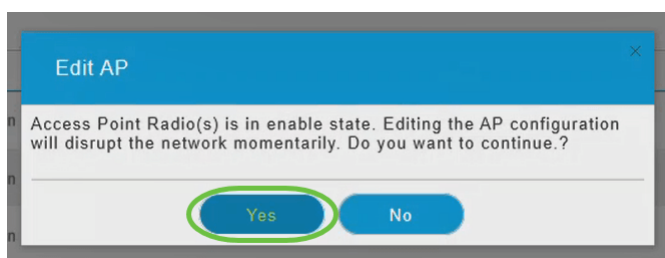 Edit AP
Access Point Radio(s) is in enable state. Editing the AP configuration
will disrupt the network momentarily. Do you want to continue.?
Yes No